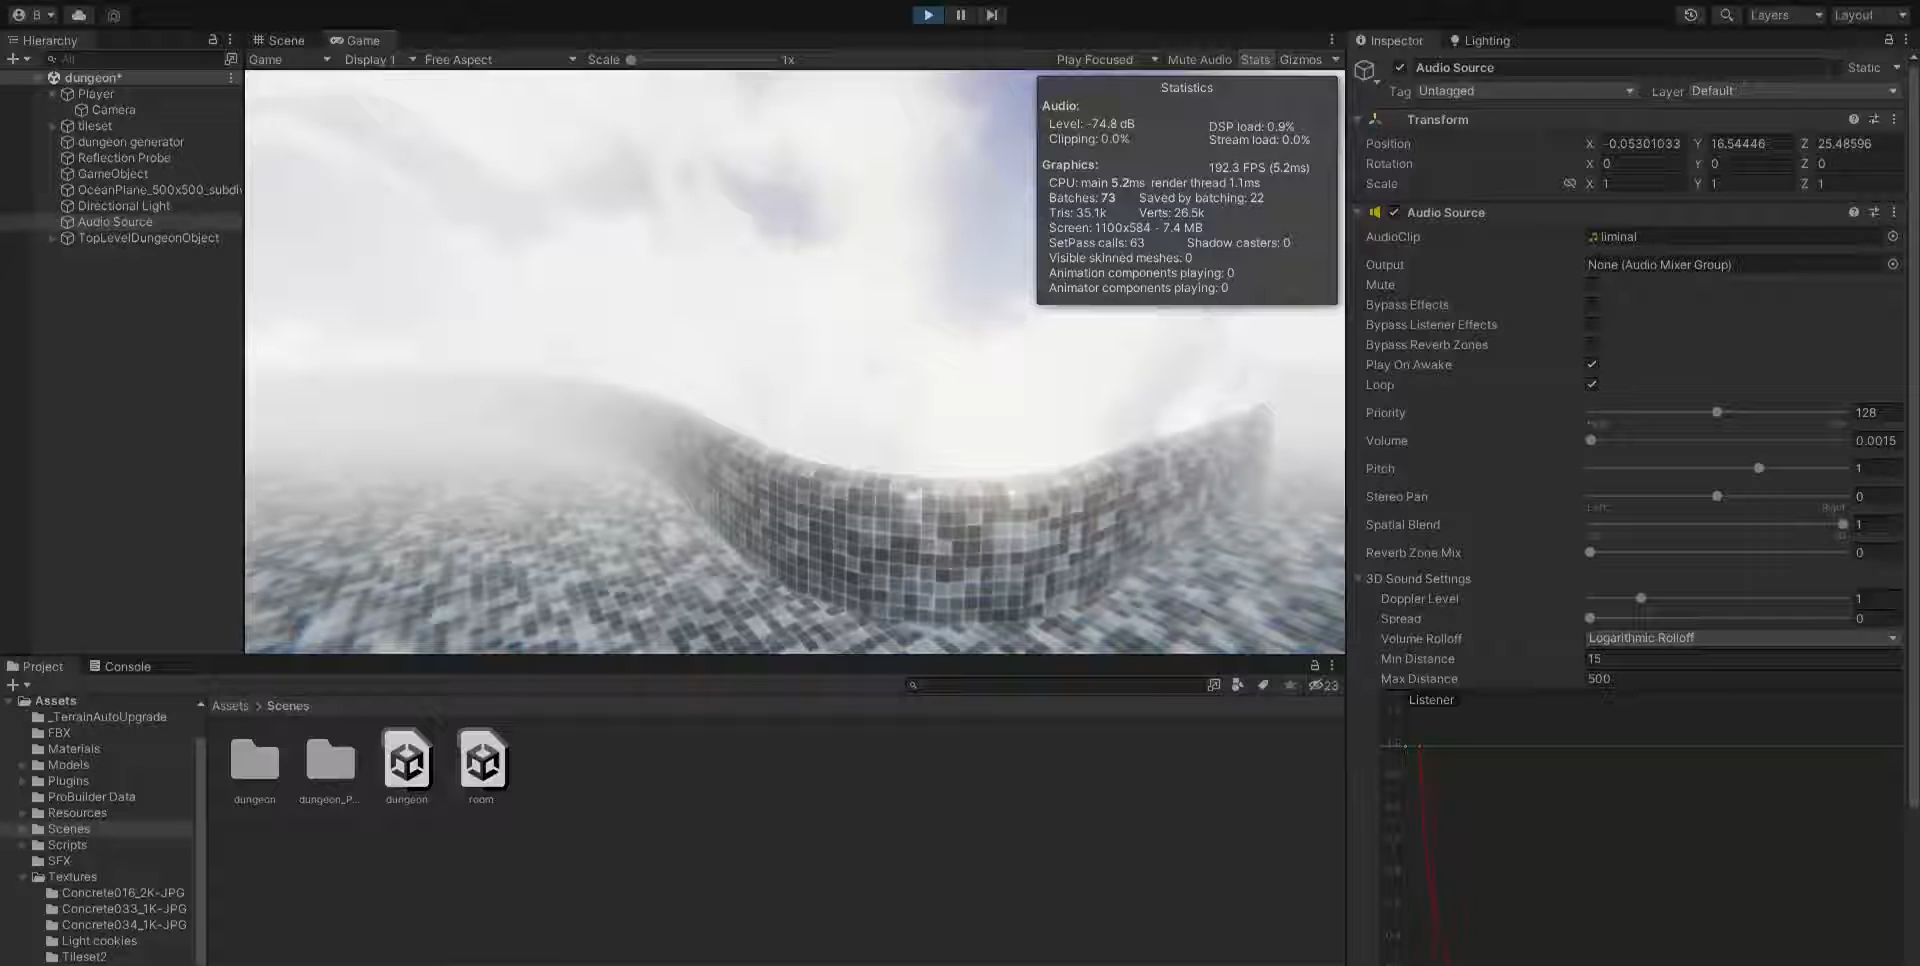 B
Layers
Layout
Hierarchy
All
dungeon*
Player
Camera
tileset
dungeon generator
Reflection Probe
GameObject
OceanPlane_500x500_subdiv
Directional Light
Audio Source
TopLevelDungeonObject
Scene
Game
Game
Display 1
Free Aspect
Scale
1x
Play Focused
Mute Audio
Stats
Gizmos
Statistics
Audio:
Level: -74.8 dB
DSP load: 0.9%
Clipping: 0.0%
Stream load: 0.0%
Graphics:
192.3 FPS (5.2ms)
CPU: main 5.2ms render thread 1.1ms
Batches: 73 Saved by batching: 22
Tris: 35.1k Verts: 26.5k
Screen: 1100x584 - 7.4 MB
SetPass calls: 63 Shadow casters: 0
Visible skinned meshes: 0
Animation components playing: 0
Animator components playing: 0
Project
Console
23
Assets
_TerrainAutoUpgrade
FBX
Materials
Models
Plugins
ProBuilder Data
Resources
Scenes
Scripts
SFX
Textures
Concrete016_2K-JPG
Concrete033_1K-JPG
Concrete034_1K-JPG
Light cookies
Tileset2
Assets > Scenes
dungeon
dungeon_P...
dungeon
room
Inspector
Lighting
Audio Source
Static
Tag Untagged
Layer Default
Transform
Position X -0.05301033 Y 16.54446 Z 25.48596
Rotation X 0 Y 0 Z 0
Scale X 1 Y 1 Z 1
Audio Source
AudioClip liminal
Output None (Audio Mixer Group)
Mute
Bypass Effects
Bypass Listener Effects
Bypass Reverb Zones
Play On Awake
Loop
Priority 128
Volume 0.0015
Pitch 1
Stereo Pan 0
Left Right
Spatial Blend 1
Reverb Zone Mix 0
3D Sound Settings
Doppler Level 1
Spread 0
Volume Rolloff Logarithmic Rolloff
Min Distance 15
Max Distance 500
Listener